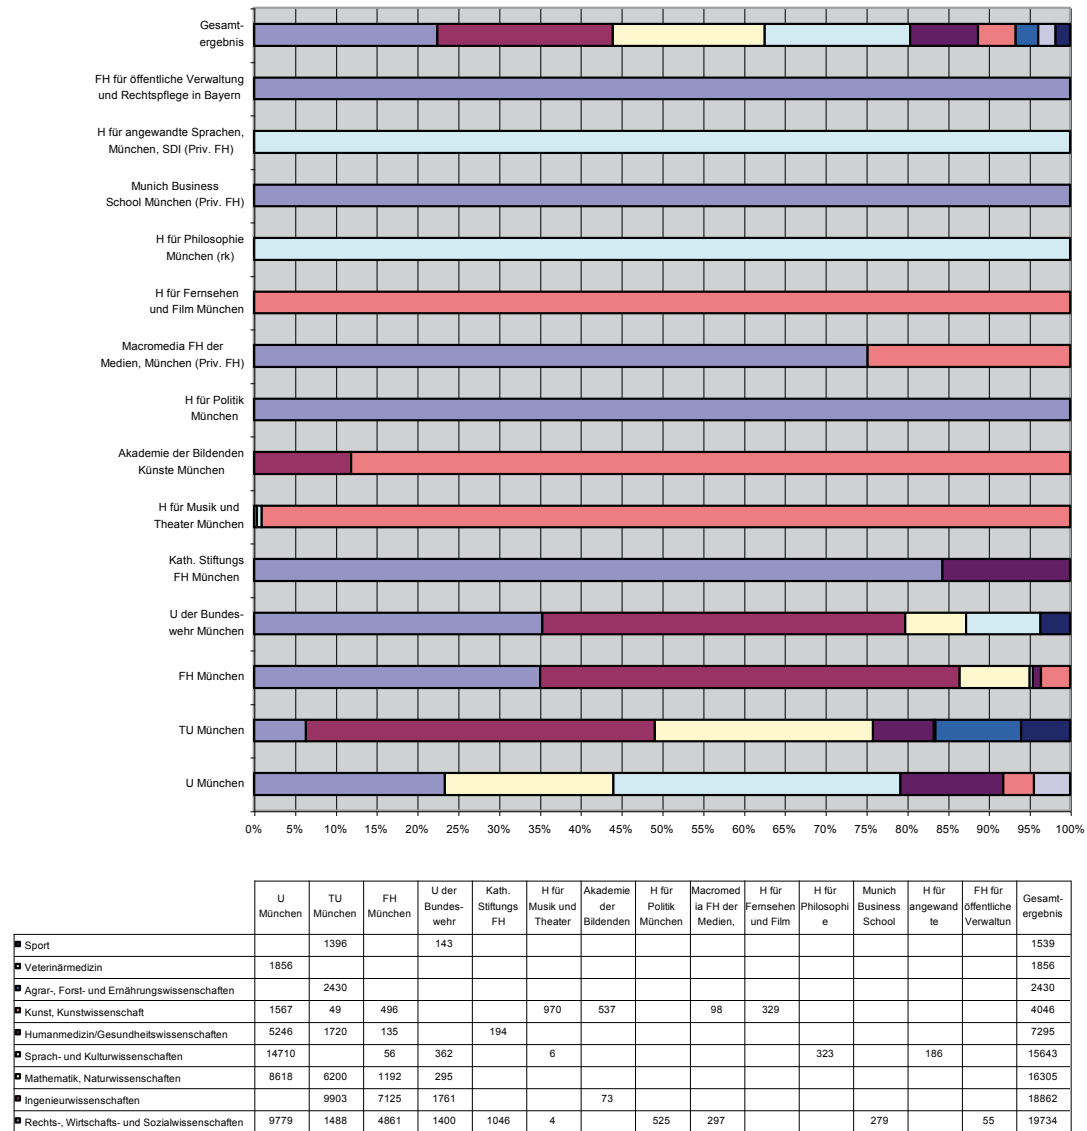 Gesamt-
ergebnis
FH für öffentliche Verwaltung
und Rechtspflege in Bayern
H für angewandte Sprachen,
München, SDI (Priv. FH)
Munich Business
School München (Priv. FH)
H für Philosophie
München (rk)
H für Fernsehen
und Film München
Macromedia FH der
Medien, München (Priv. FH)
H für Politik
München
Akademie der Bildenden
Künste München
H für Musik und
Theater München
Kath. Stiftungs
FH München
U der Bundes-
wehr München
FH München
TU München
U München
0% 5% 10% 15% 20% 25% 30% 35% 40% 45% 50% 55% 60% 65% 70% 75% 80% 85% 90% 95% 100%
U München
TU München
FH München
U der Bundes- wehr
Kath. Stiftungs FH
H für Musik und Theater
Akademie der Bildenden
H für Politik München
Macromed ia FH der Medien,
H für Fernsehen und Film
H für Philosophi e
Munich Business School
H für angewand te
FH für öffentliche Verwaltun
Gesamt- ergebnis
Sport 1396 143 1539
Veterinärmedizin 1856 1856
Agrar-, Forst- und Ernährungswissenschaften 2430 2430
Kunst, Kunstwissenschaft 1567 49 496 970 537 98 329 4046
Humanmedizin/Gesundheitswissenschaften 5246 1720 135 194 7295
Sprach- und Kulturwissenschaften 14710 56 362 6 323 186 15643
Mathematik, Naturwissenschaften 8618 6200 1192 295 16305
Ingenieurwissenschaften 9903 7125 1761 73 18862
Rechts-, Wirtschafts- und Sozialwissenschaften 9779 1488 4861 1400 1046 4 525 297 279 55 19734